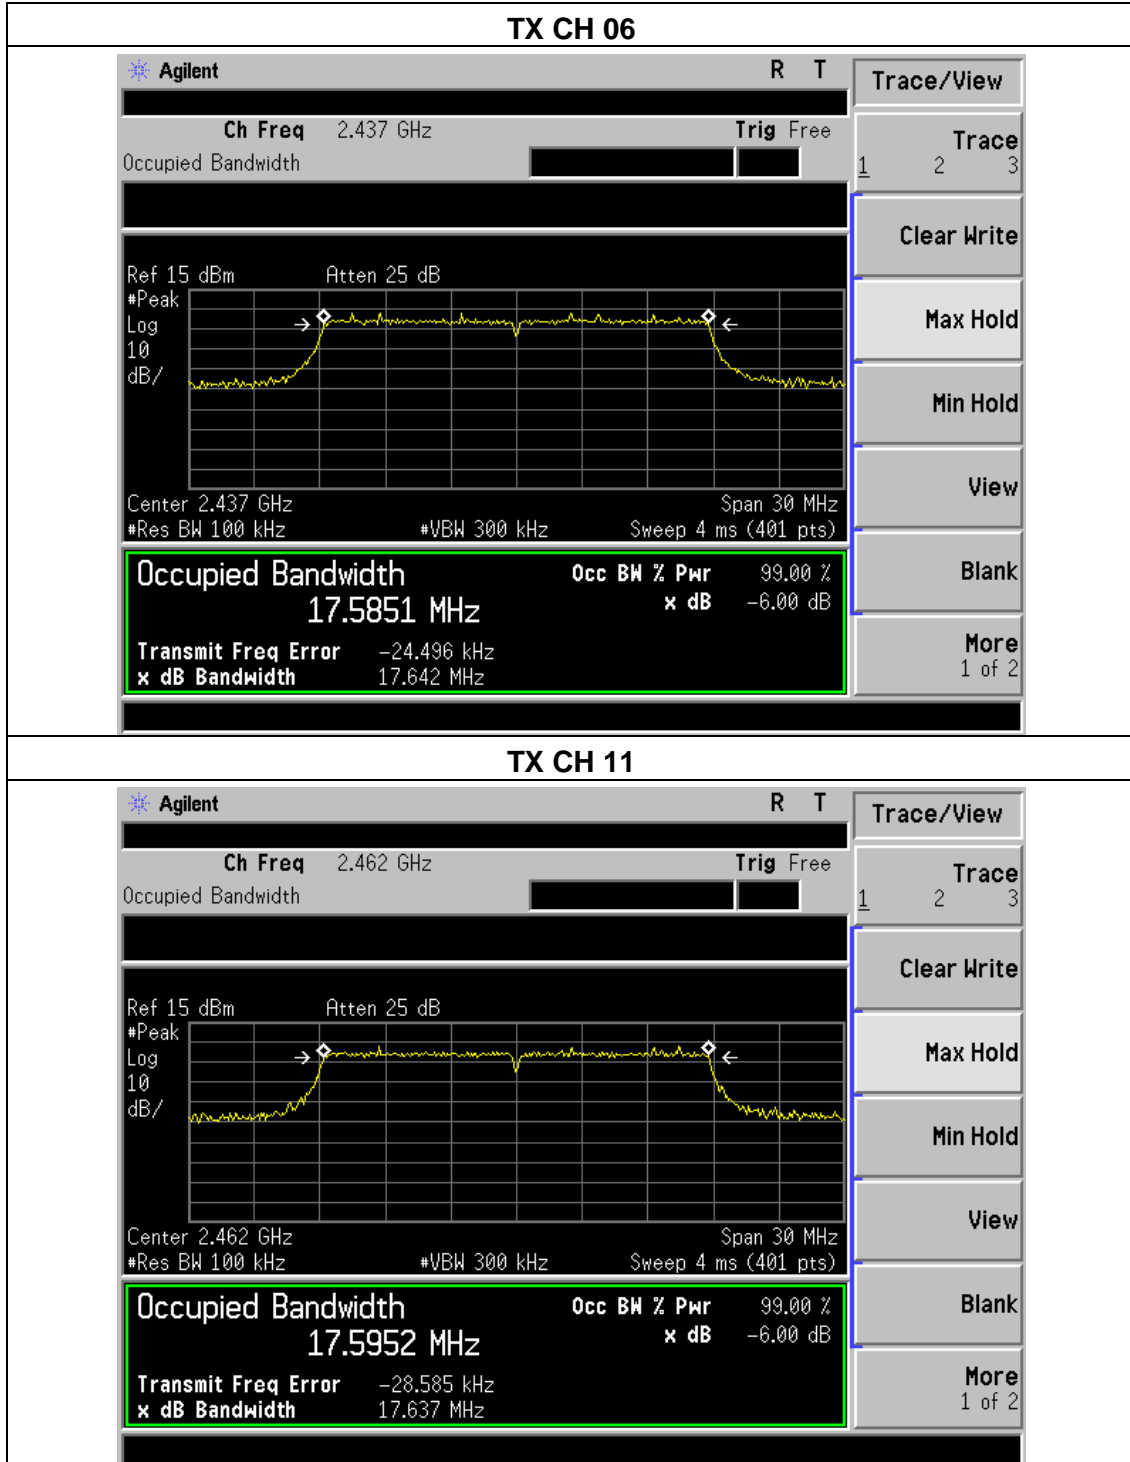 TX CH 06
Agilent R T
Trace/View
Ch Freq 2.437 GHz Trig Free
Occupied Bandwidth
Trace
1 2 3
Clear Write
Ref 15 dBm Atten 25 dB
#Peak
Log
10
dB/
Max Hold
Min Hold
View
Center 2.437 GHz Span 30 MHz
#Res BW 100 kHz #VBW 300 kHz Sweep 4 ms (401 pts)
Occupied Bandwidth Occ BW % Pwr 99.00 %
17.5851 MHz x dB -6.00 dB
Blank
Transmit Freq Error -24.496 kHz
x dB Bandwidth 17.642 MHz
More
1 of 2
TX CH 11
Agilent R T
Trace/View
Ch Freq 2.462 GHz Trig Free
Occupied Bandwidth
Trace
1 2 3
Clear Write
Ref 15 dBm Atten 25 dB
#Peak
Log
10
dB/
Max Hold
Min Hold
View
Center 2.462 GHz Span 30 MHz
#Res BW 100 kHz #VBW 300 kHz Sweep 4 ms (401 pts)
Occupied Bandwidth Occ BW % Pwr 99.00 %
17.5952 MHz x dB -6.00 dB
Blank
Transmit Freq Error -28.585 kHz
x dB Bandwidth 17.637 MHz
More
1 of 2